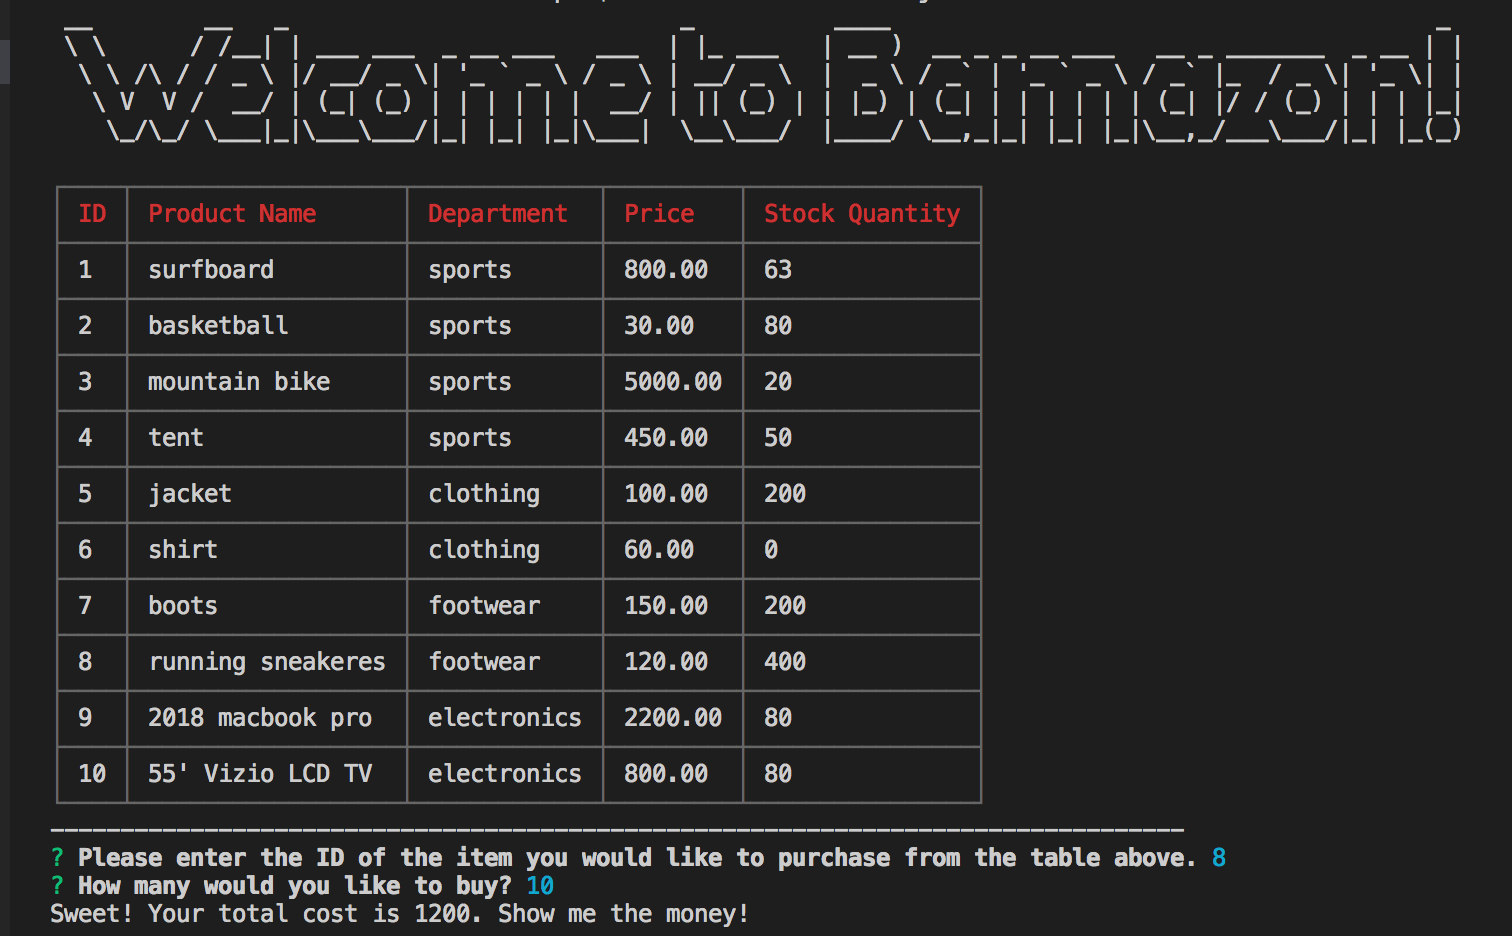 Welcome to Bamazon!
ID Product Name Department Price Stock Quantity
1 surfboard sports 800.00 63
2 basketball sports 30.00 80
3 mountain bike sports 5000.00 20
4 tent sports 450.00 50
5 jacket clothing 100.00 200
6 shirt clothing 60.00 0
7 boots footwear 150.00 200
8 running sneakeres footwear 120.00 400
9 2018 macbook pro electronics 2200.00 80
10 55' Vizio LCD TV electronics 800.00 80
? Please enter the ID of the item you would like to purchase from the table above. 8
? How many would you like to buy? 10
Sweet! Your total cost is 1200. Show me the money!